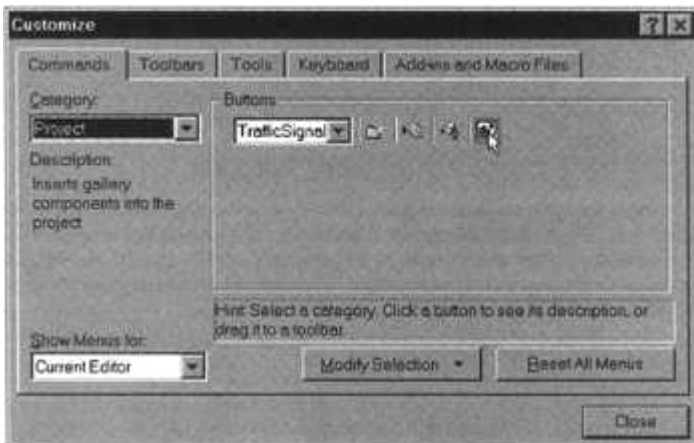 Customize
Commands Toolbars Tools Keyboard Add-ins and Macro Files
Category:
Project
Description:
Inserts gallery
components into the
project
Buttons
TrafficSignal
Hint: Select a category. Click a button to see its description, or
drag it to a toolbar.
Show Menus for:
Current Editor
Modify Selection
Reset All Menus
Close